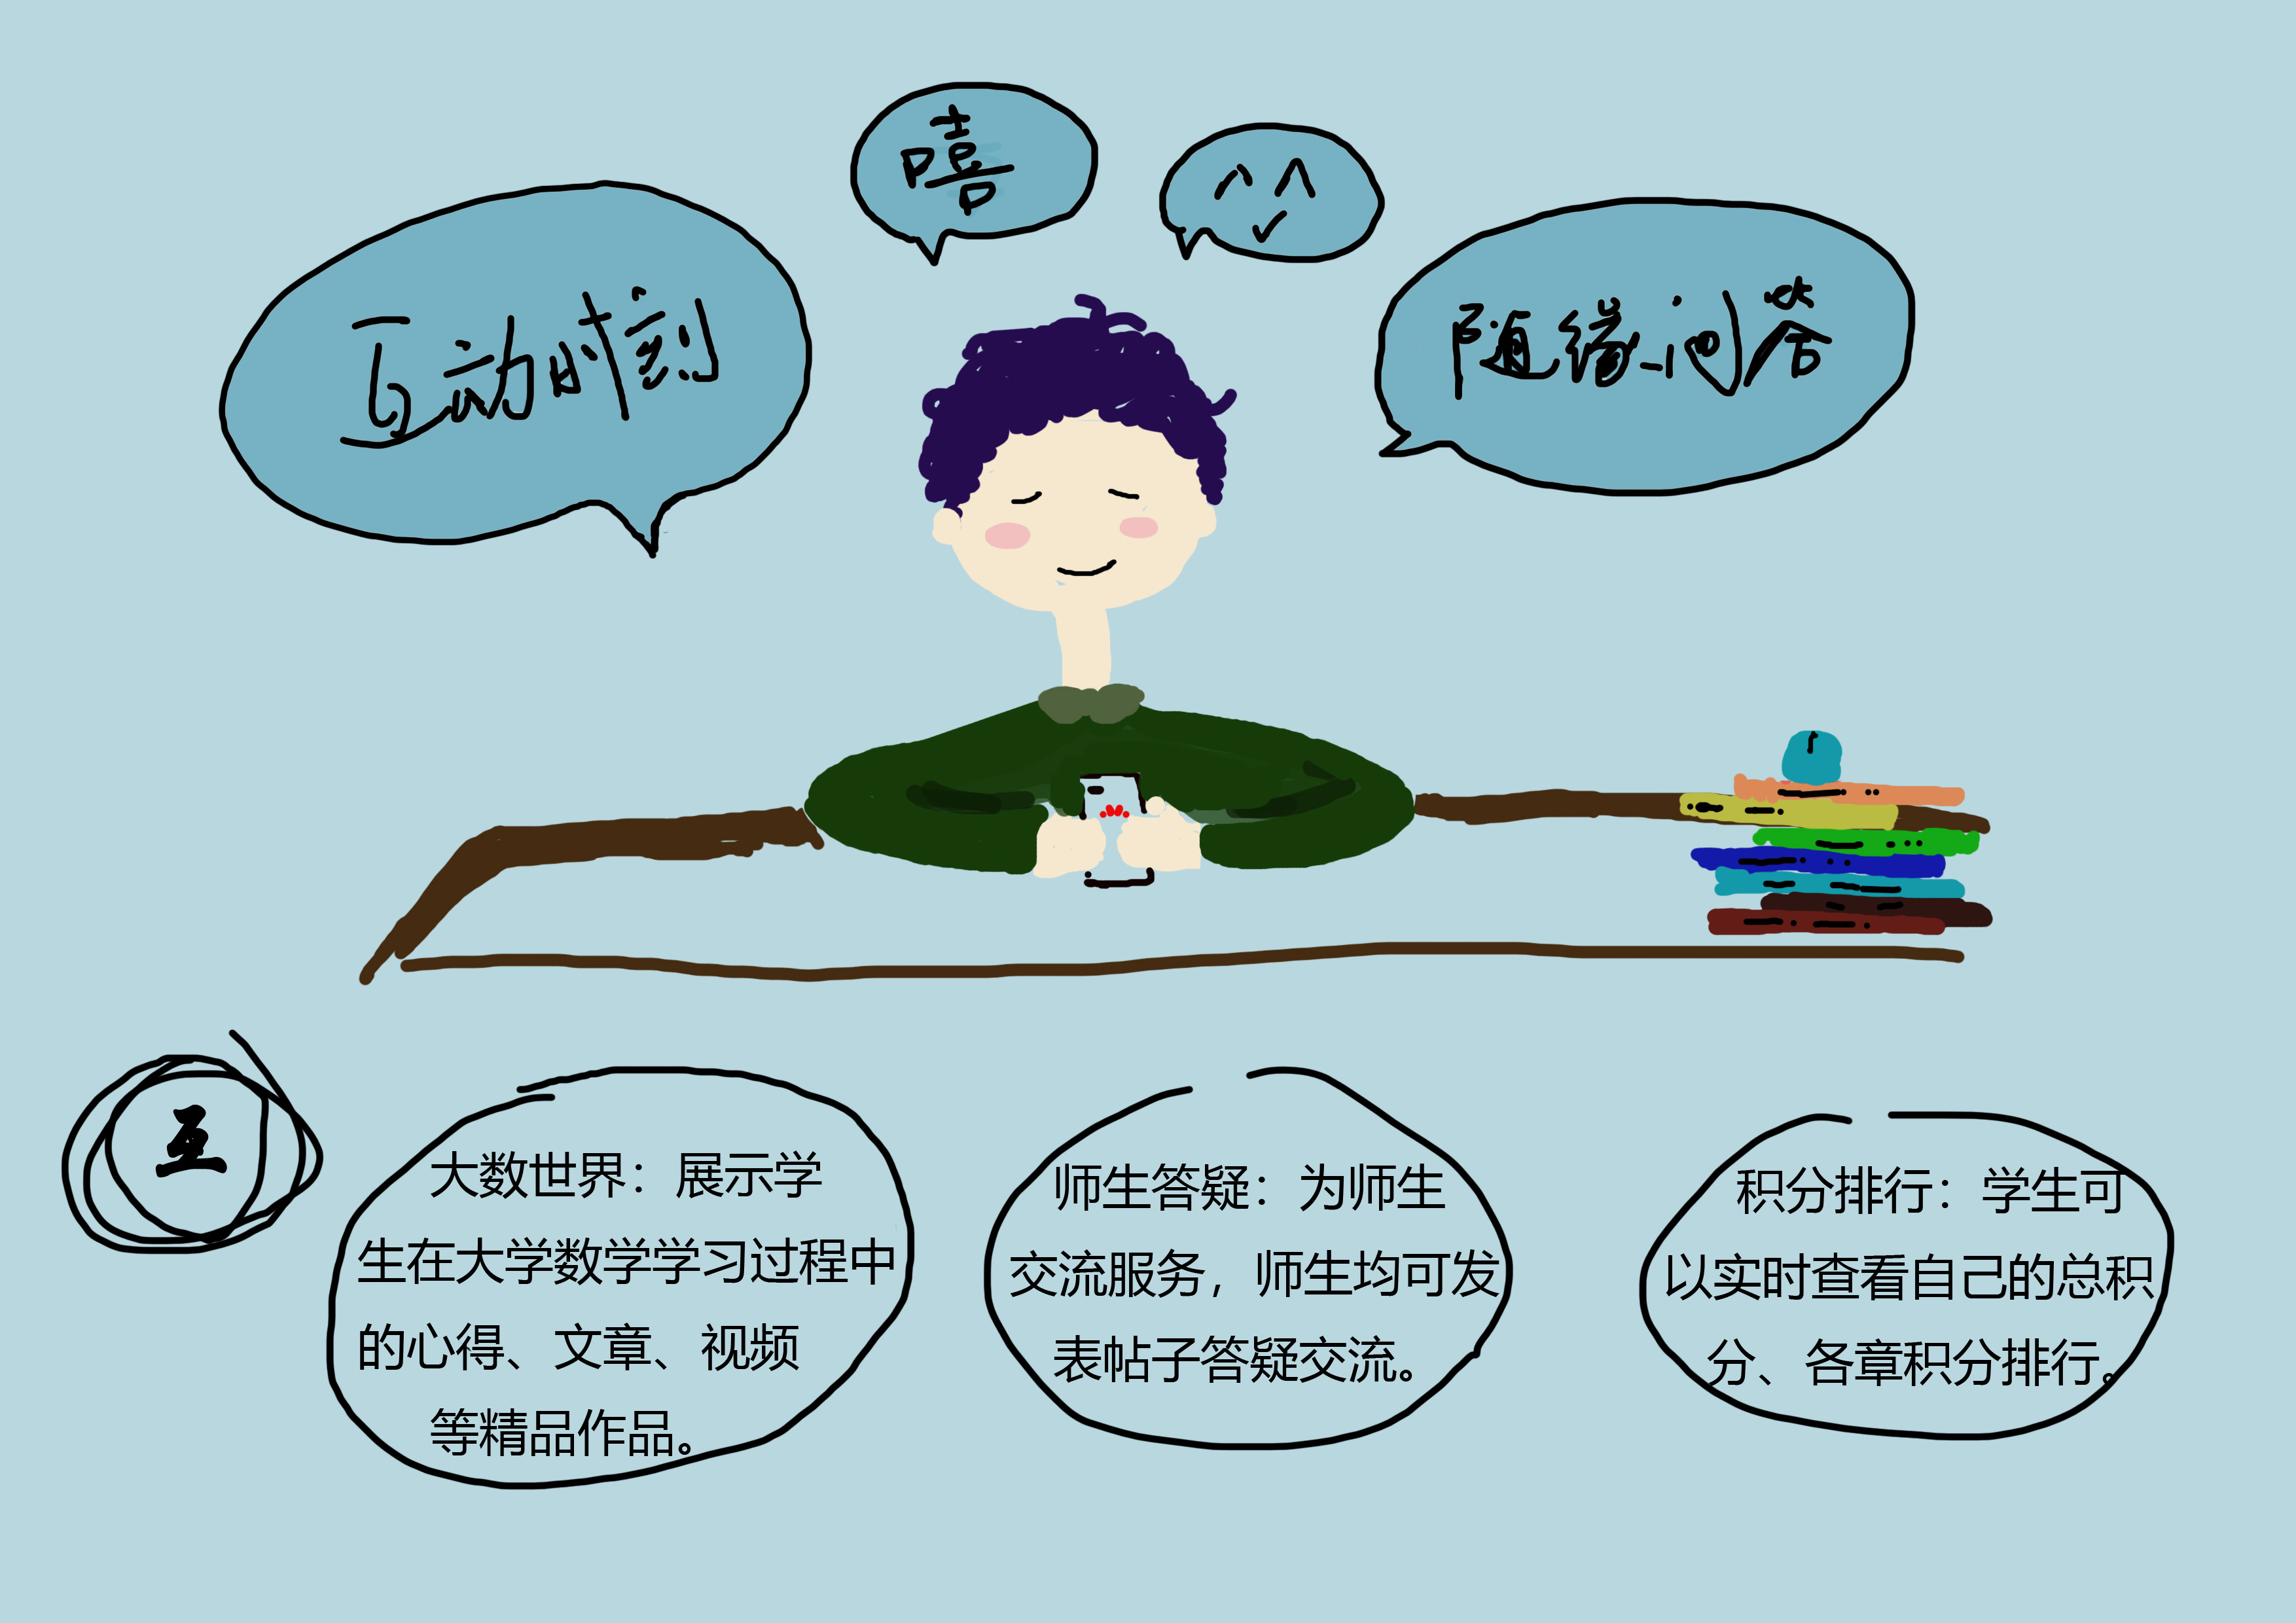 嘻
互动时刻
随缘问答
互
大数世界：展示学
生在大学数学学习过程中
的心得、文章、视频
等精品作品。
师生答疑：为师生
交流服务，师生均可发
表帖子答疑交流。
积分排行：学生可
以实时查看自己的总积
分、各章积分排行。